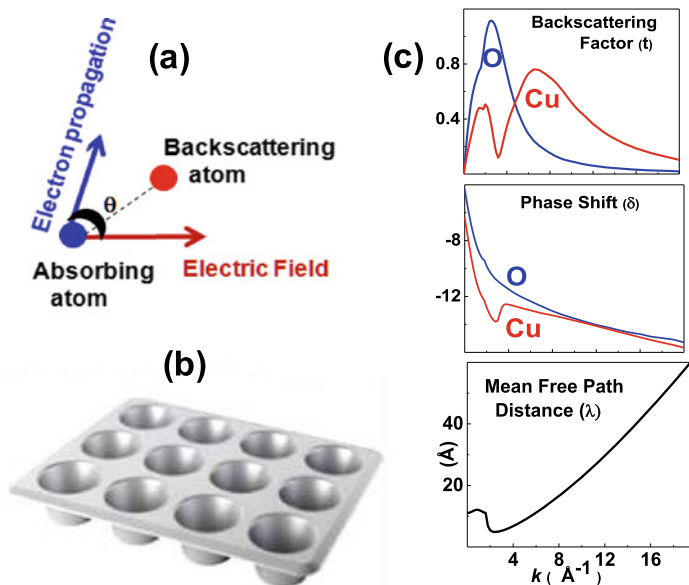 (a)
Electron propagation
Backscattering
atom
θ
Absorbing
atom
Electric Field
(b)
(c)
Backscattering
Factor (t)
0.8
0.4
O
Cu
Phase Shift (δ)
-8
-12
O
Cu
Mean Free Path
Distance (λ)
(Å)
40
20
4 8 12 16
k ( Å-1)